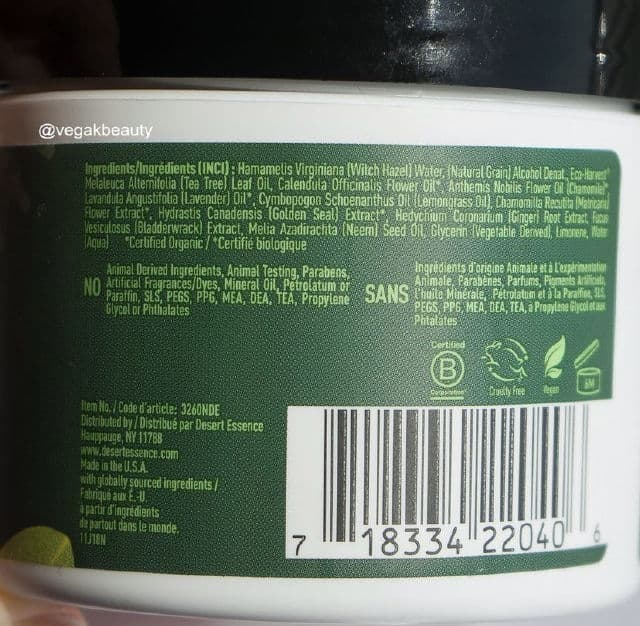 @vegakbeauty
Ingredients/Ingrédients (INCI) : Hamamelis Virginiana (Witch Hazel) Water, (Natural Grain) Alcohol Denat., Eco-Harvest®
Melaleuca Alternifolia (Tea Tree) Leaf Oil, Calendula Officinalis Flower Oil*, Anthemis Nobilis Flower Oil (Chamomile)*,
Lavandula Angustifolia (Lavender) Oil*, Cymbopogon Schoenanthus Oil (Lemongrass Oil), Chamomilla Recutita (Matricaria)
Flower Extract*, Hydrastis Canadensis (Golden Seal) Extract*, Hedychium Coronarium (Ginger) Root Extract, Fucus
Vesiculosus (Bladderwrack) Extract, Melia Azadirachta (Neem) Seed Oil, Glycerin (Vegetable Derived), Limonene, Water
(Aqua). *Certified Organic / *Certifié biologique
NO
Animal Derived Ingredients, Animal Testing, Parabens,
Artificial Fragrances/Dyes, Mineral Oil, Petrolatum or
Paraffin, SLS, PEGS, PPG, MEA, DEA, TEA, Propylene
Glycol or Phthalates
SANS
Ingrédients d'origine Animale et à L'expérimentation
Animale, Parabènes, Parfums, Pigments Artificiels,
L'huile Minérale, Pétrolatum et à la Paraffine, SLS,
PEGS, PPG, MEA, DEA, TEA, a Propylene Glycol et aux
Phtalates
Certified
B
Corporation
Cruelty Free
Vegan
6M
Item No. / Code d'article: 3260NDE
Distributed by / Distribué par Desert Essence
Hauppauge, NY 11788
www.desertessence.com
Made in the U.S.A.
with globally sourced ingredients /
Fabriqué aux É.-U.
à partir d'ingrédients
de partout dans le monde.
11J18N
7 18334 22040 6